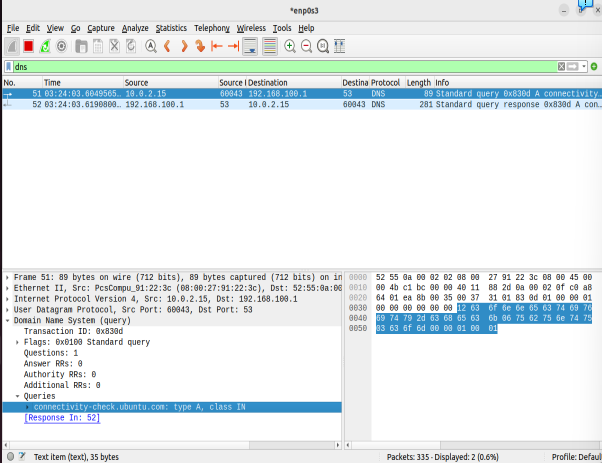 *enp0s3
File Edit View Go Capture Analyze Statistics Telephony Wireless Tools Help
dns
No. Time Source Source l Destination Destina Protocol Length Info
51 03:24:03.6049565… 10.0.2.15 60043 192.168.100.1 53 DNS 89 Standard query 0x830d A connectivity…
52 03:24:03.6190800… 192.168.100.1 53 10.0.2.15 60043 DNS 281 Standard query response 0x830d A con…
Frame 51: 89 bytes on wire (712 bits), 89 bytes captured (712 bits) on in
Ethernet II, Src: PcsCompu_91:22:3c (08:00:27:91:22:3c), Dst: 52:55:0a:00
Internet Protocol Version 4, Src: 10.0.2.15, Dst: 192.168.100.1
User Datagram Protocol, Src Port: 60043, Dst Port: 53
Domain Name System (query)
Transaction ID: 0x830d
Flags: 0x0100 Standard query
Questions: 1
Answer RRs: 0
Authority RRs: 0
Additional RRs: 0
Queries
connectivity-check.ubuntu.com: type A, class IN
[Response In: 52]
0000 52 55 0a 00 02 02 08 00 27 91 22 3c 08 00 45 00
0010 00 4b c1 bc 00 00 40 11 88 2d 0a 00 02 0f c0 a8
0020 64 01 ea 8b 00 35 00 37 31 01 83 0d 01 00 00 01
0030 00 00 00 00 00 00 12 63 6f 6e 6e 65 63 74 69 76
0040 69 74 79 2d 63 68 65 63 6b 06 75 62 75 6e 74 75
0050 03 63 6f 6d 00 00 01 00 01
Text item (text), 35 bytes
Packets: 335 · Displayed: 2 (0.6%)
Profile: Defaul